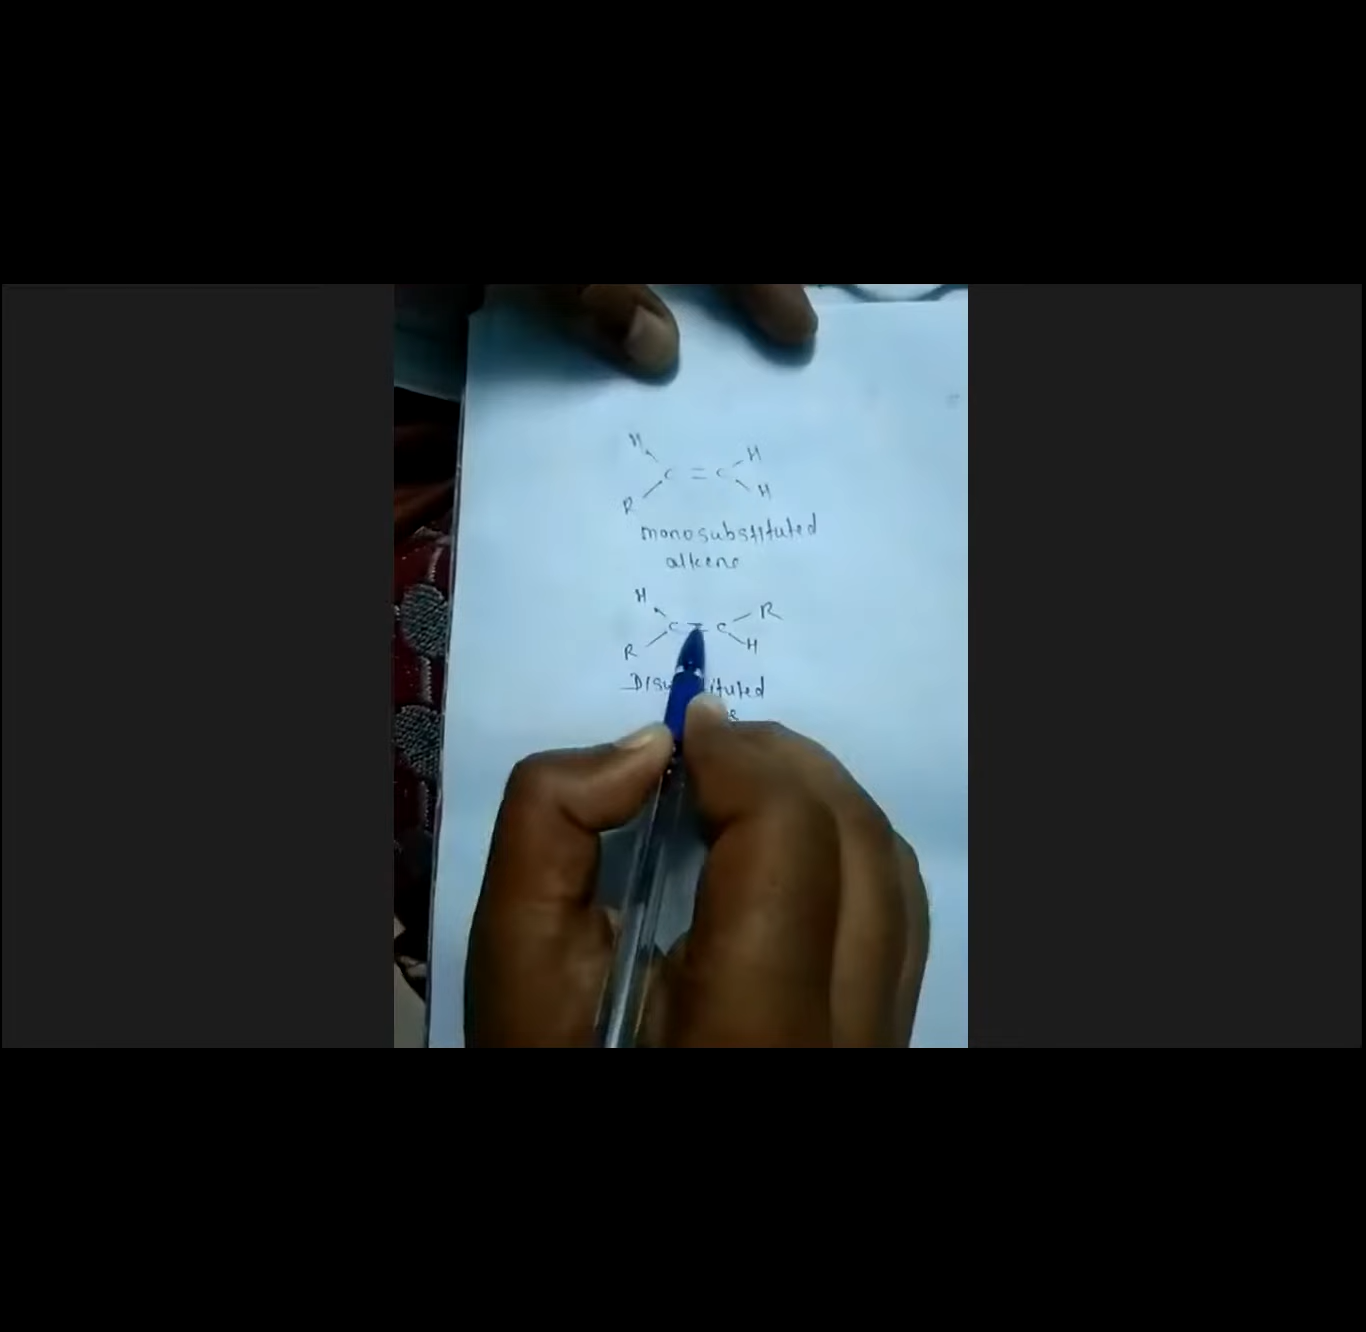 H H
C = C
R H
monosubstituted
alkene
H R
C = C
R H